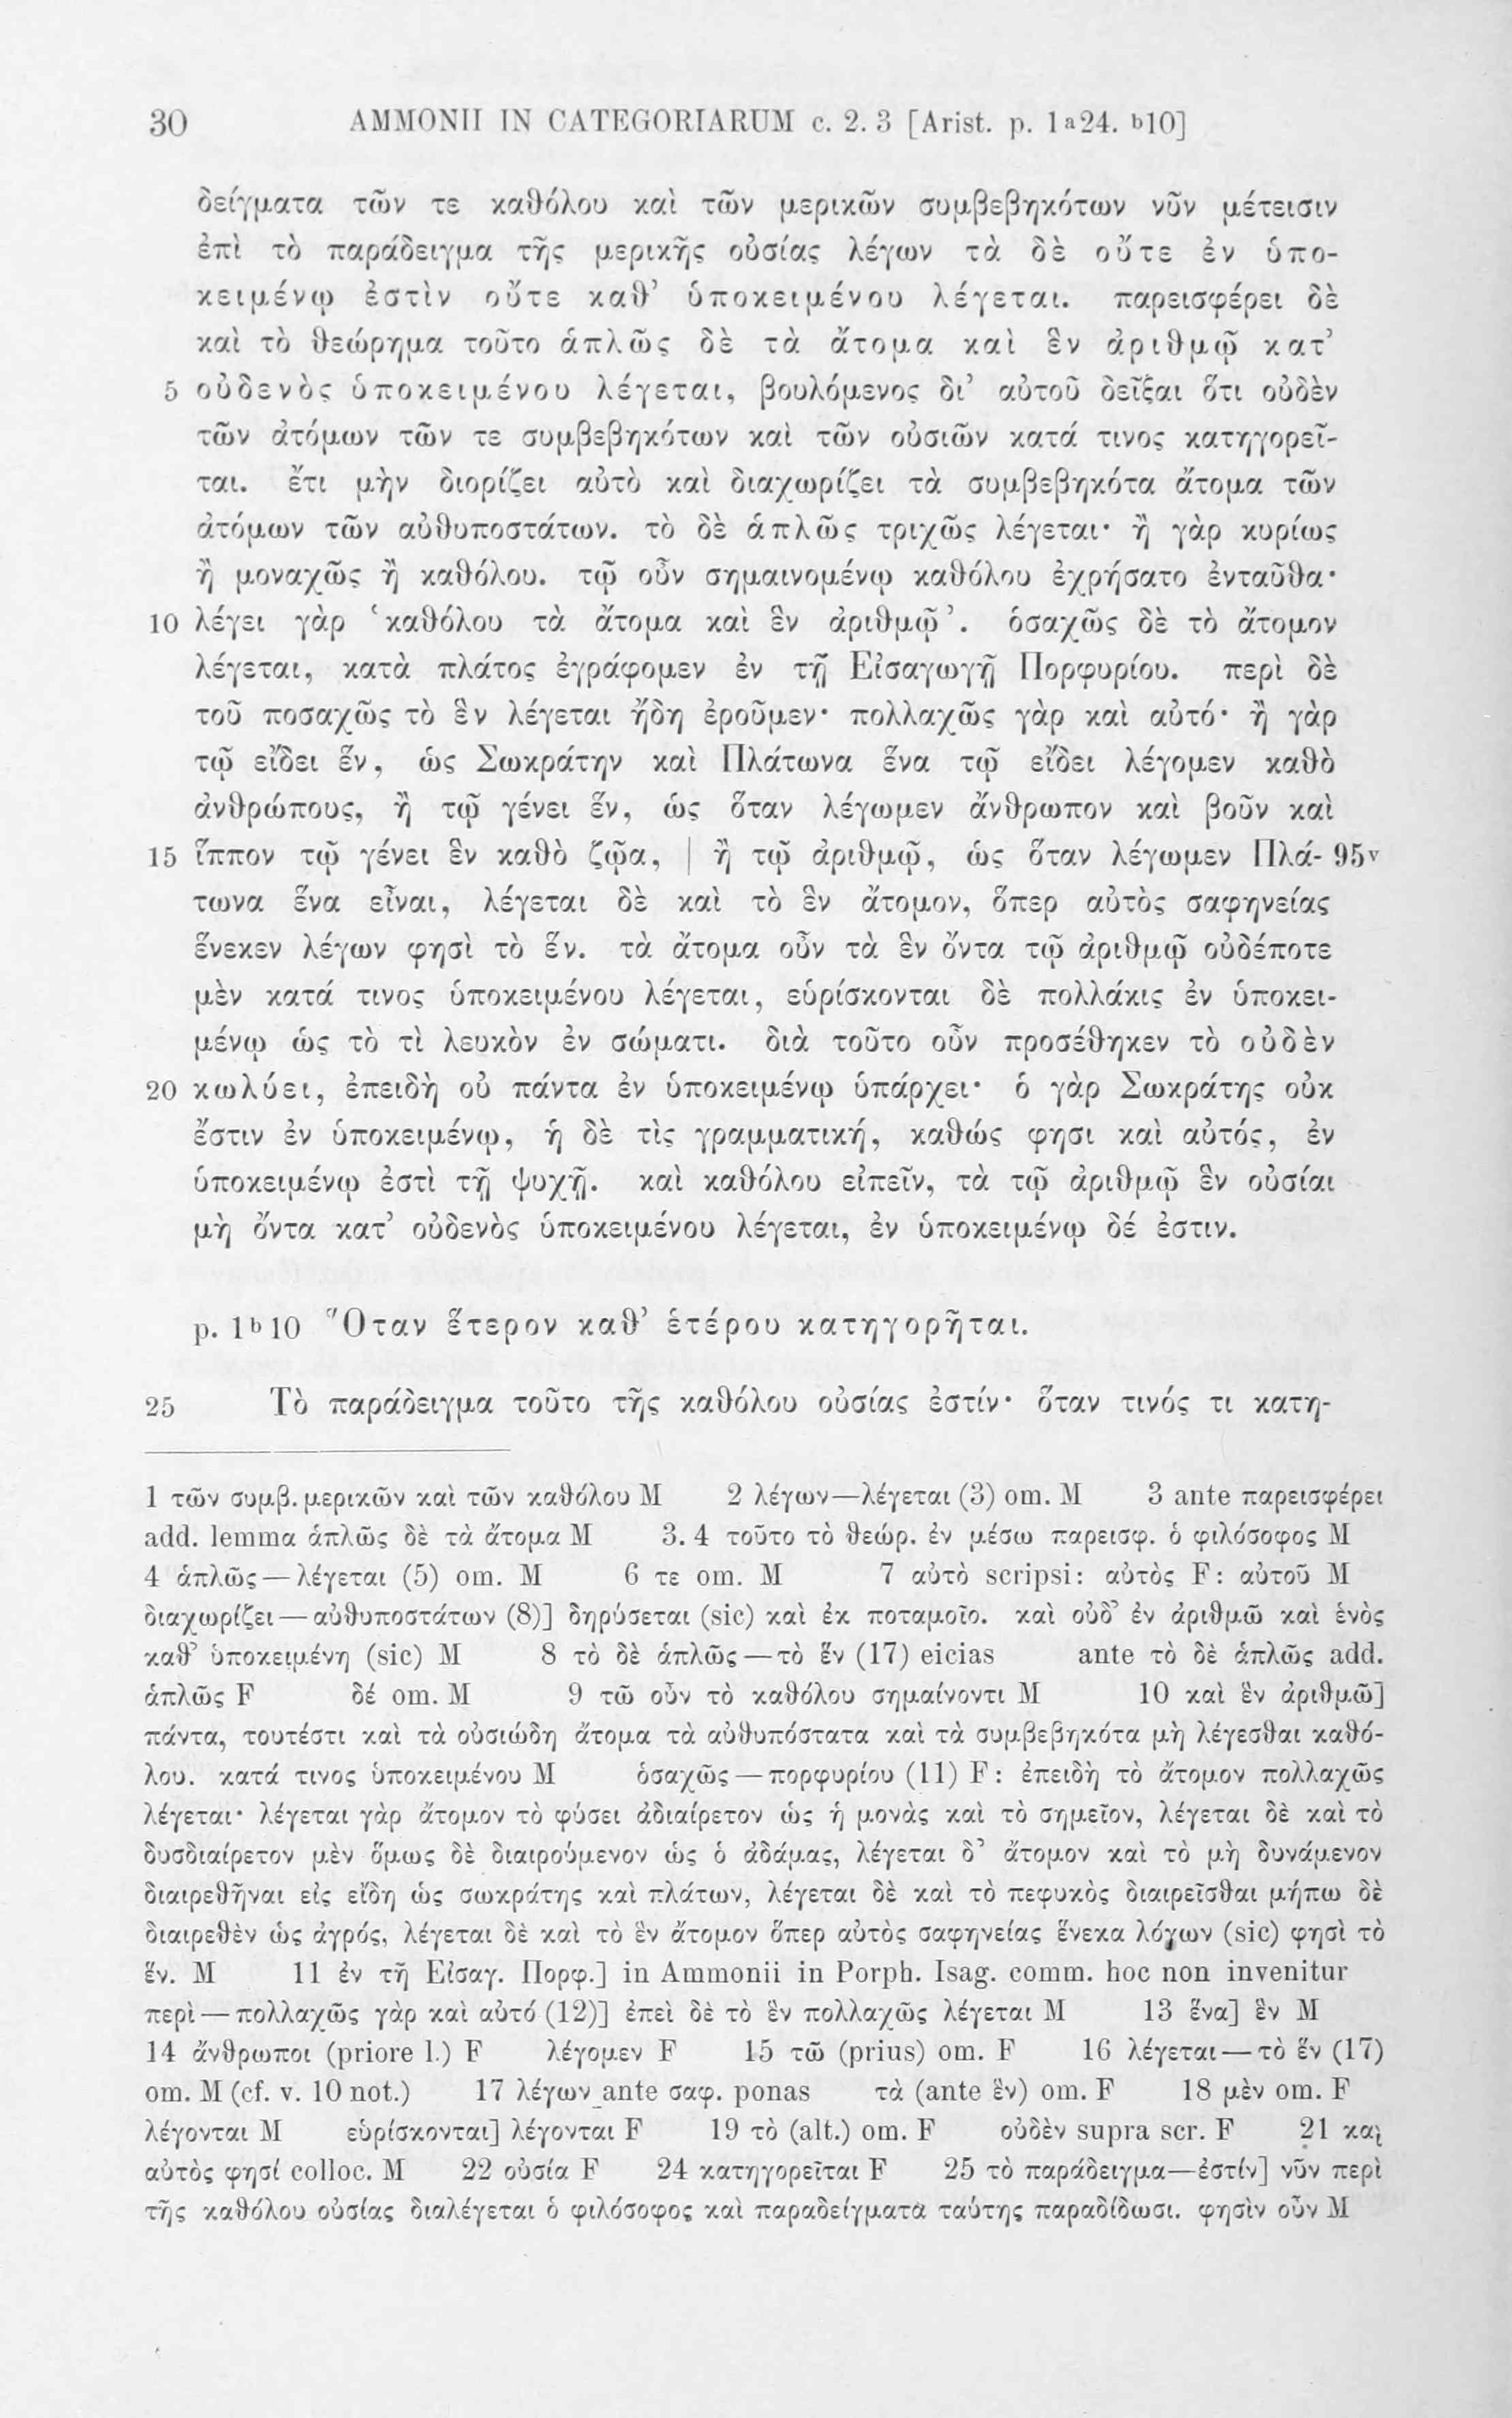 30 AMMONII IN CATEGORIARUM c. 2. 3 [Arist. p. 1a24. b10]
δείγματα τῶν τε καθόλου καὶ τῶν μερικῶν συμβεβηκότων νῦν μέτεισιν
ἐπὶ τὸ παράδειγμα τῆς μερικῆς οὐσίας λέγων τὰ δὲ οὔτε ἐν ὑπο-
κειμένῳ ἐστὶν οὔτε καθ’ ὑποκειμένου λέγεται. παρεισφέρει δὲ
καὶ τὸ θεώρημα τοῦτο ἁπλῶς δὲ τὰ ἄτομα καὶ ἓν ἀριθμῷ κατ’
5 οὐδενὸς ὑποκειμένου λέγεται, βουλόμενος δι’ αὐτοῦ δεῖξαι ὅτι οὐδὲν
τῶν ἀτόμων τῶν τε συμβεβηκότων καὶ τῶν οὐσιῶν κατά τινος κατηγορεῖ-
ται. ἔτι μὴν διορίζει αὐτὸ καὶ διαχωρίζει τὰ συμβεβηκότα ἄτομα τῶν
ἀτόμων τῶν αὐθυποστάτων. τὸ δὲ ἁπλῶς τριχῶς λέγεται· ἢ γὰρ κυρίως
ἢ μοναχῶς ἢ καθόλου. τῷ οὖν σημαινομένῳ καθόλου ἐχρήσατο ἐνταῦθα·
10 λέγει γὰρ ‘καθόλου τὰ ἄτομα καὶ ἓν ἀριθμῷ’. ὁσαχῶς δὲ τὸ ἄτομον
λέγεται, κατὰ πλάτος ἐγράφομεν ἐν τῇ Εἰσαγωγῇ Πορφυρίου. περὶ δὲ
τοῦ ποσαχῶς τὸ ἓν λέγεται ἤδη ἐροῦμεν· πολλαχῶς γὰρ καὶ αὐτό· ἢ γὰρ
τῷ εἴδει ἕν, ὡς Σωκράτην καὶ Πλάτωνα ἕνα τῷ εἴδει λέγομεν καθὸ
ἀνθρώπους, ἢ τῷ γένει ἕν, ὡς ὅταν λέγωμεν ἄνθρωπον καὶ βοῦν καὶ
15 ἵππον τῷ γένει ἓν καθὸ ζῷα, | ἢ τῷ ἀριθμῷ, ὡς ὅταν λέγωμεν Πλά- 95v
τωνα ἕνα εἶναι, λέγεται δὲ καὶ τὸ ἓν ἄτομον, ὅπερ αὐτὸς σαφηνείας
ἕνεκεν λέγων φησὶ τὸ ἕν. τὰ ἄτομα οὖν τὰ ἓν ὄντα τῷ ἀριθμῷ οὐδέποτε
μὲν κατά τινος ὑποκειμένου λέγεται, εὑρίσκονται δὲ πολλάκις ἐν ὑποκει-
μένῳ ὡς τὸ τὶ λευκὸν ἐν σώματι. διὰ τοῦτο οὖν προσέθηκεν τὸ οὐδὲν
20 κωλύει, ἐπειδὴ οὐ πάντα ἐν ὑποκειμένῳ ὑπάρχει· ὁ γὰρ Σωκράτης οὐκ
ἔστιν ἐν ὑποκειμένῳ, ἡ δὲ τὶς γραμματική, καθώς φησι καὶ αὐτός, ἐν
ὑποκειμένῳ ἐστὶ τῇ ψυχῇ. καὶ καθόλου εἰπεῖν, τὰ τῷ ἀριθμῷ ἓν οὐσίαι
μὴ ὄντα κατ’ οὐδενὸς ὑποκειμένου λέγεται, ἐν ὑποκειμένῳ δέ ἐστιν.
p. 1b10 Ὅταν ἕτερον καθ’ ἑτέρου κατηγορῆται.
25 Τὸ παράδειγμα τοῦτο τῆς καθόλου οὐσίας ἐστίν· ὅταν τινός τι κατη-
1 τῶν συμβ. μερικῶν καὶ τῶν καθόλου M 2 λέγων—λέγεται (3) om. M 3 ante παρεισφέρει
add. lemma ἁπλῶς δὲ τὰ ἄτομα M 3. 4 τοῦτο τὸ θεώρ. ἐν μέσω παρεισφ. ὁ φιλόσοφος M
4 ἁπλῶς—λέγεται (5) om. M 6 τε om. M 7 αὐτὸ scripsi: αὐτὸς F: αὐτοῦ M
διαχωρίζει—αὐθυποστάτων (8)] δηρύσεται (sic) καὶ ἐκ ποταμοῖο. καὶ οὐδ’ ἐν ἀριθμῶ καὶ ἑνὸς
καθ’ ὑποκειμένη (sic) M 8 τὸ δὲ ἁπλῶς—τὸ ἕν (17) eicias ante τὸ δὲ ἁπλῶς add.
ἁπλῶς F δέ om. M 9 τῶ οὖν τὸ καθόλου σημαίνοντι M 10 καὶ ἓν ἀριθμῶ]
πάντα, τουτέστι καὶ τὰ οὐσιώδη ἄτομα τὰ αὐθυπόστατα καὶ τὰ συμβεβηκότα μὴ λέγεσθαι καθό-
λου. κατά τινος ὑποκειμένου M ὁσαχῶς—πορφυρίου (11) F: ἐπειδὴ τὸ ἄτομον πολλαχῶς
λέγεται· λέγεται γὰρ ἄτομον τὸ φύσει ἀδιαίρετον ὡς ἡ μονὰς καὶ τὸ σημεῖον, λέγεται δὲ καὶ τὸ
δυσδιαίρετον μὲν ὅμως δὲ διαιρούμενον ὡς ὁ ἀδάμας, λέγεται δ’ ἄτομον καὶ τὸ μὴ δυνάμενον
διαιρεθῆναι εἰς εἴδη ὡς σωκράτης καὶ πλάτων, λέγεται δὲ καὶ τὸ πεφυκὸς διαιρεῖσθαι μήπω δὲ
διαιρεθὲν ὡς ἀγρός, λέγεται δὲ καὶ τὸ ἓν ἄτομον ὅπερ αὐτὸς σαφηνείας ἕνεκα λόγων (sic) φησὶ τὸ
ἕν. M 11 ἐν τῆ Εἰσαγ. Πορφ.] in Ammonii in Porph. Isag. comm. hoc non invenitur
περὶ—πολλαχῶς γὰρ καὶ αὐτό (12)] ἐπεὶ δὲ τὸ ἓν πολλαχῶς λέγεται M 13 ἕνα] ἓν M
14 ἄνθρωποι (priore l.) F λέγομεν F 15 τῶ (prius) om. F 16 λέγεται—τὸ ἕν (17)
om. M (cf. v. 10 not.) 17 λέγων ante σαφ. ponas τὰ (ante ἓν) om. F 18 μὲν om. F
λέγονται M εὑρίσκονται] λέγονται F 19 τὸ (alt.) om. F οὐδὲν supra scr. F 21 καὶ
αὐτὸς φησί colloc. M 22 οὐσία F 24 κατηγορεῖται F 25 τὸ παράδειγμα—ἐστίν] νῦν περὶ
τῆς καθόλου οὐσίας διαλέγεται ὁ φιλόσοφος καὶ παραδείγματα ταύτης παραδίδωσι. φησὶν οὖν M